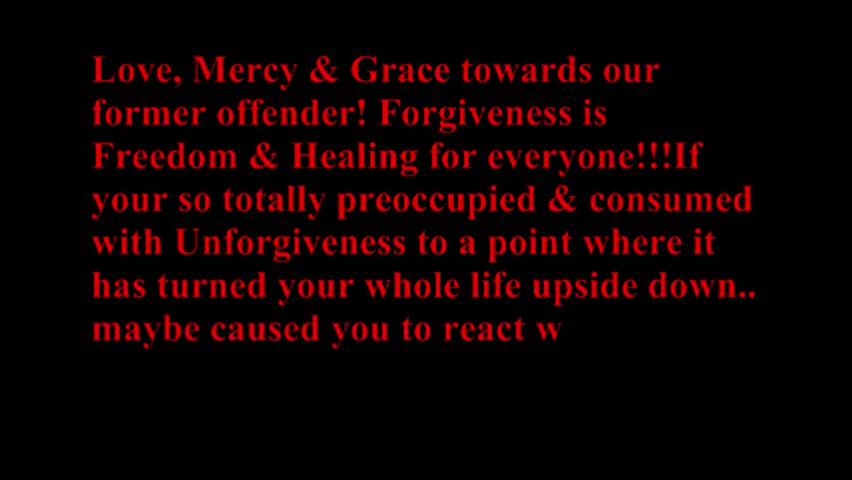 Love, Mercy & Grace towards our
former offender! Forgiveness is
Freedom & Healing for everyone!!!If
your so totally preoccupied & consumed
with Unforgiveness to a point where it
has turned your whole life upside down..
maybe caused you to react w